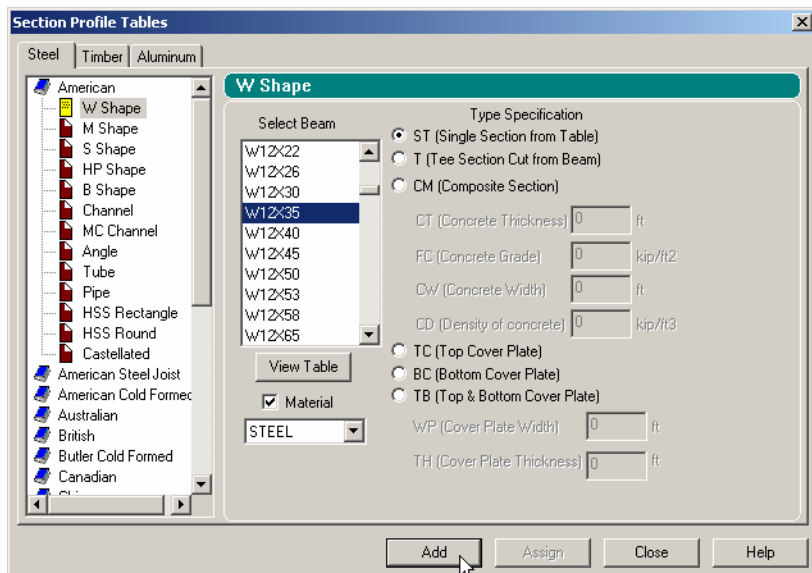 Section Profile Tables
Steel
Timber
Aluminum
American
W Shape
M Shape
S Shape
HP Shape
B Shape
Channel
MC Channel
Angle
Tube
Pipe
HSS Rectangle
HSS Round
Castellated
American Steel Joist
American Cold Formed
Australian
British
Butler Cold Formed
Canadian
W Shape
Select Beam
W12X22
W12X26
W12X30
W12X35
W12X40
W12X45
W12X50
W12X53
W12X58
W12X65
View Table
Material
STEEL
Type Specification
ST (Single Section from Table)
T (Tee Section Cut from Beam)
CM (Composite Section)
CT (Concrete Thickness) 0 ft
FC (Concrete Grade) 0 kip/ft2
CW (Concrete Width) 0 ft
CD (Density of concrete) 0 kip/ft3
TC (Top Cover Plate)
BC (Bottom Cover Plate)
TB (Top & Bottom Cover Plate)
WP (Cover Plate Width) 0 ft
TH (Cover Plate Thickness) 0 ft
Add
Assign
Close
Help